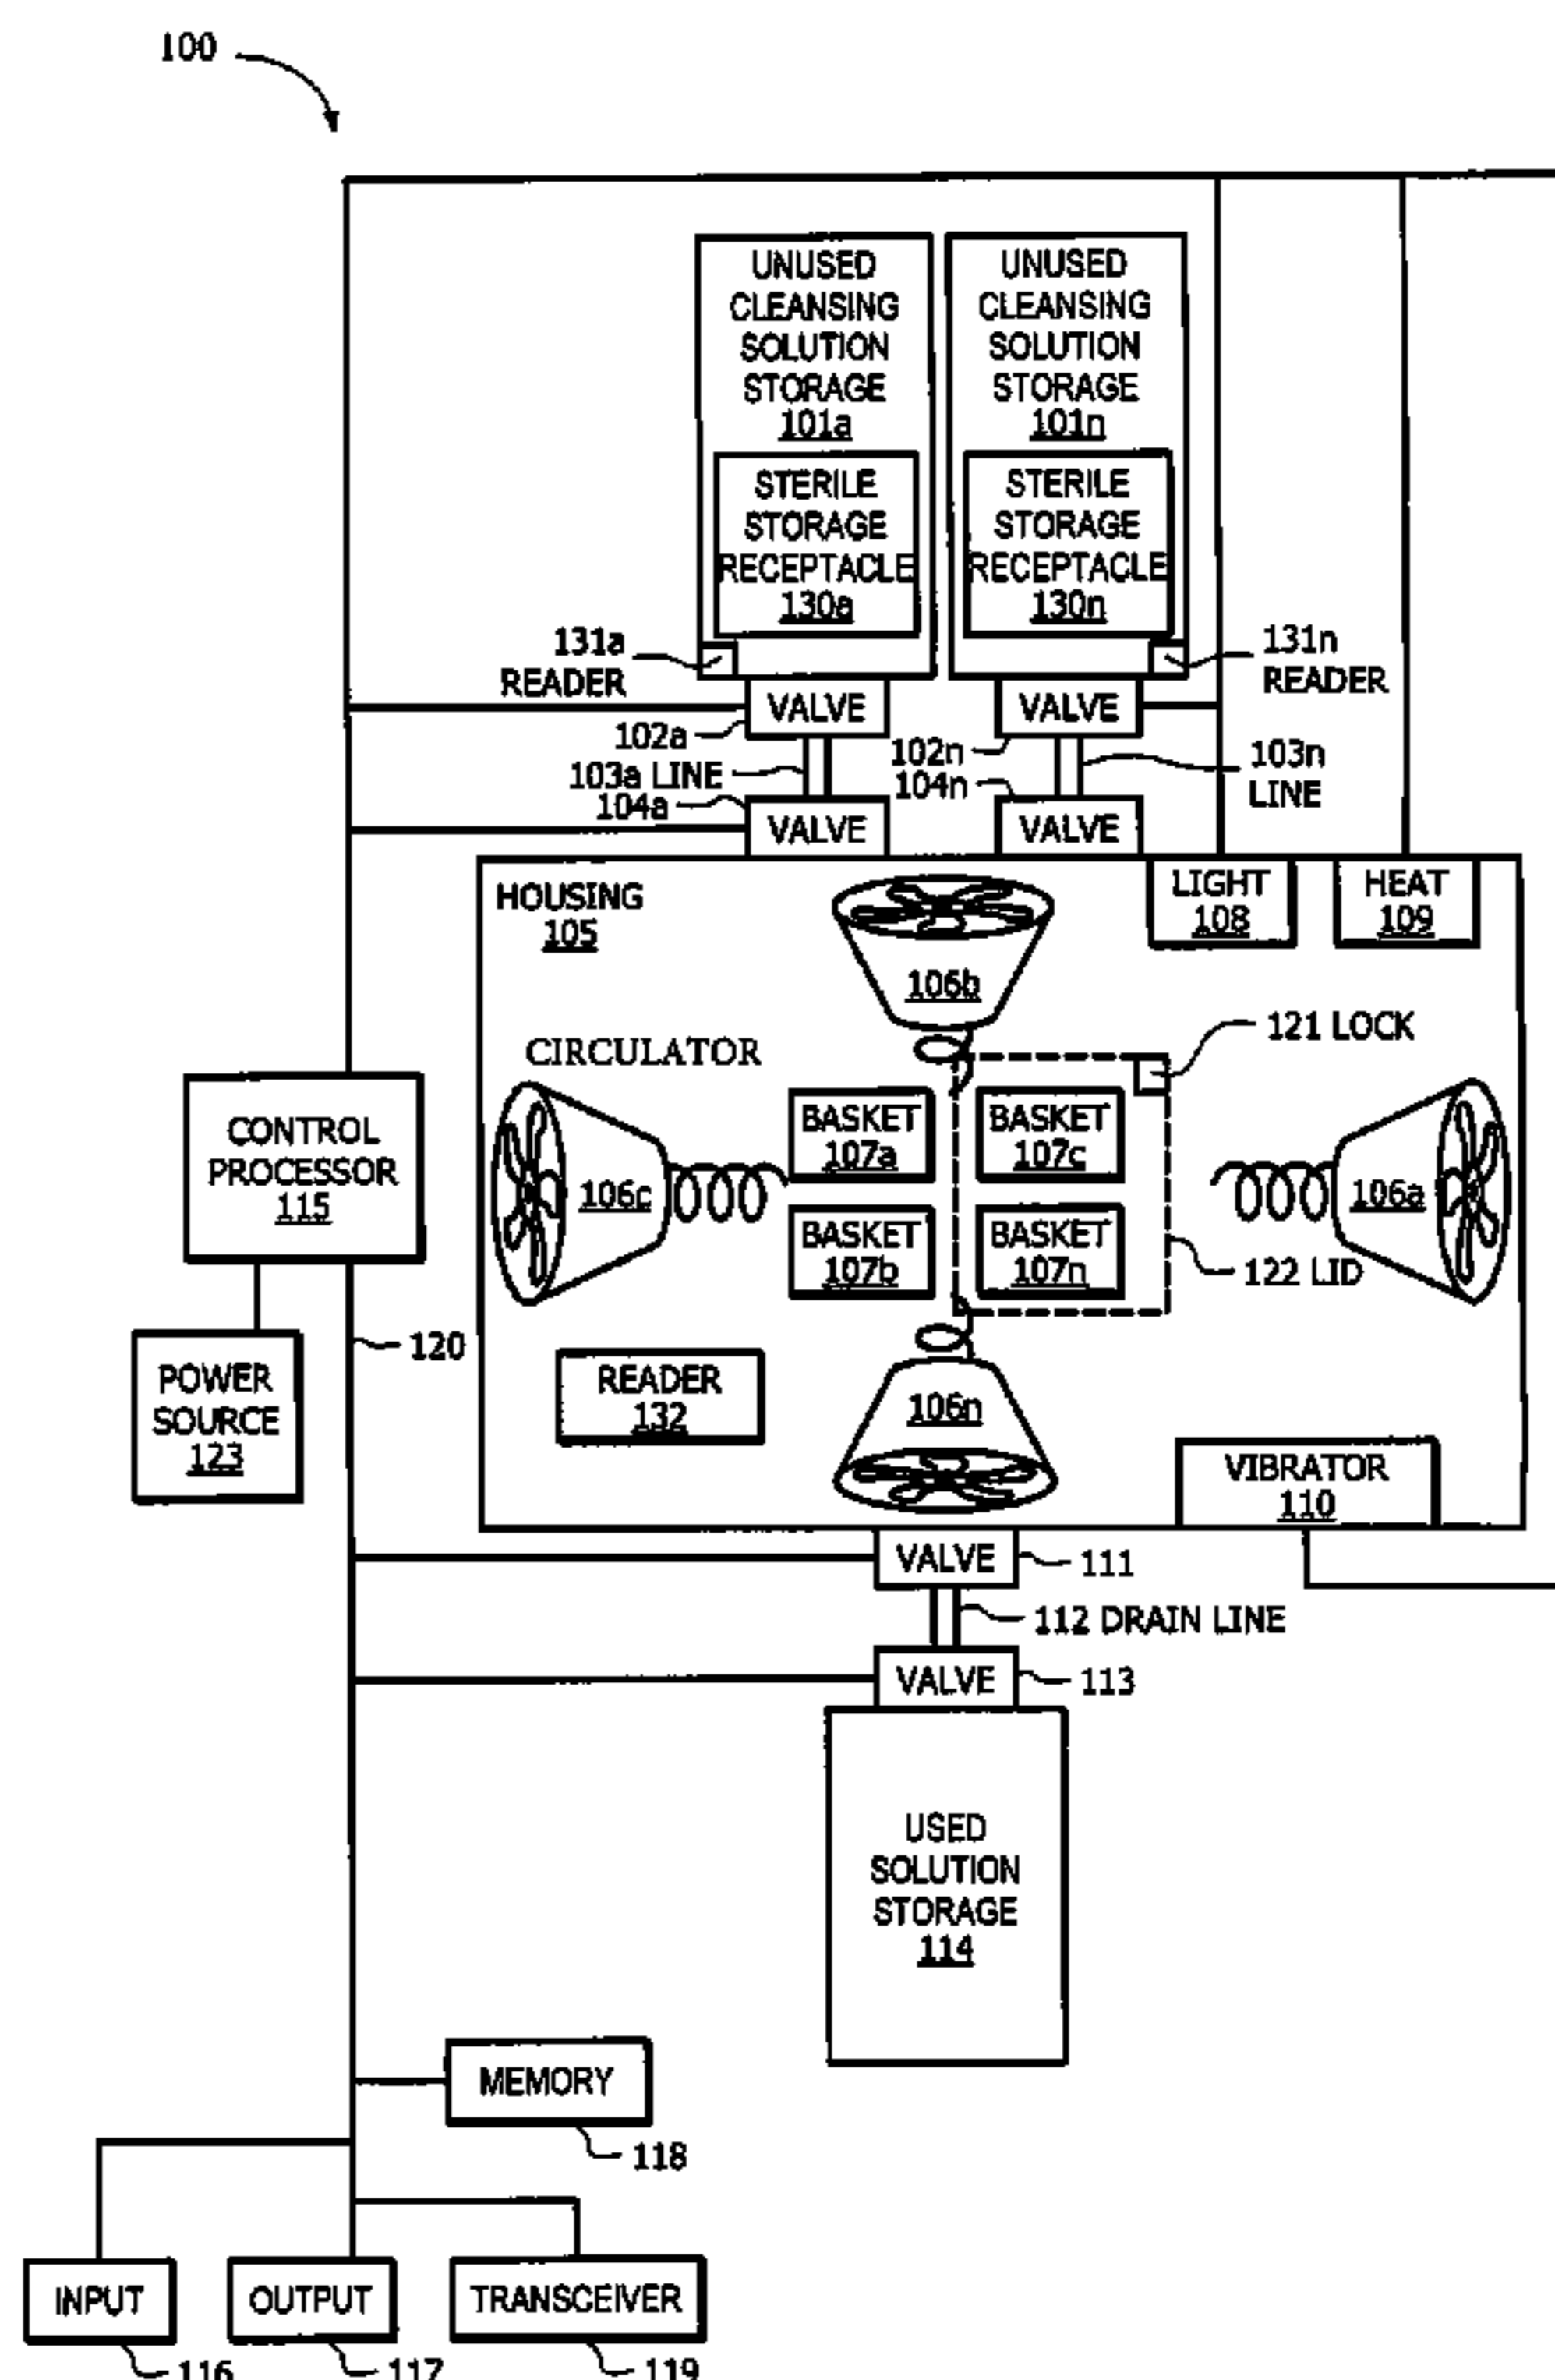 100
UNUSED
CLEANSING
SOLUTION
STORAGE
101a
STERILE
STORAGE
RECEPTACLE
130a
UNUSED
CLEANSING
SOLUTION
STORAGE
101n
STERILE
STORAGE
RECEPTACLE
130n
131a
READER
131n
READER
VALVE
102a
VALVE
102n
103a LINE
103n
LINE
104a
VALVE
104n
VALVE
HOUSING
105
LIGHT
108
HEAT
109
106b
121 LOCK
CIRCULATOR
106c
BASKET
107a
BASKET
107c
106a
BASKET
107b
BASKET
107n
122 LID
CONTROL
PROCESSOR
115
POWER
SOURCE
123
120
READER
132
106n
VIBRATOR
110
VALVE
111
112 DRAIN LINE
VALVE
113
USED
SOLUTION
STORAGE
114
MEMORY
118
INPUT
116
OUTPUT
117
TRANSCEIVER
119